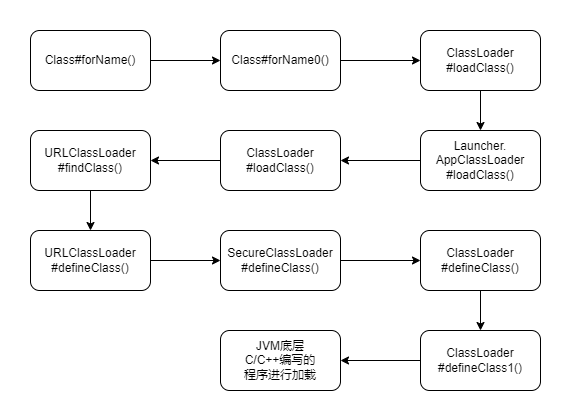 Class#forName()
Class#forName0()
ClassLoader
#loadClass()
Launcher.
AppClassLoader
#loadClass()
ClassLoader
#loadClass()
URLClassLoader
#findClass()
URLClassLoader
#defineClass()
SecureClassLoader
#defineClass()
ClassLoader
#defineClass()
ClassLoader
#defineClass1()
JVM底层
C/C++编写的
程序进行加载